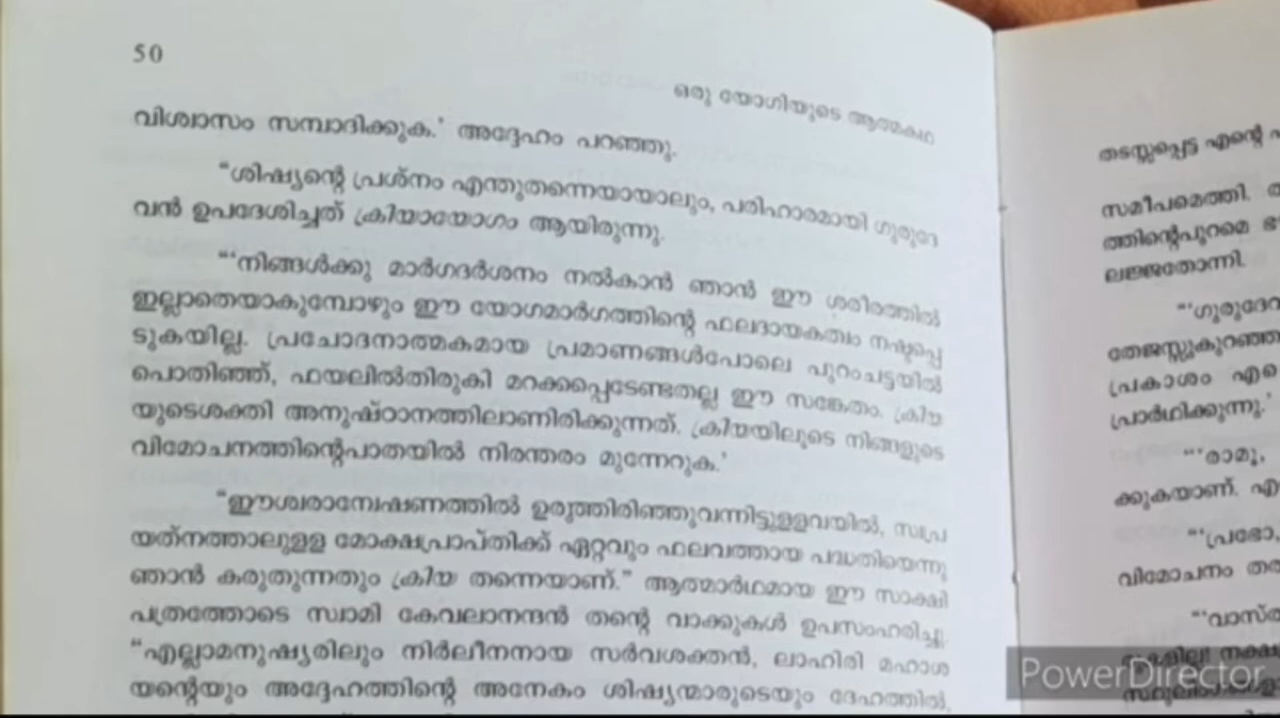 50
ഒരു യോഗിയുടെ ആത്മകഥ
വിശ്വാസം സമ്പാദിക്കുക.' അദ്ദേഹം പറഞ്ഞു.
“ശിഷ്യന്റെ പ്രശ്നം എന്തുതന്നെയായാലും, പരിഹാരമായി ഗുരുദേ
വൻ ഉപദേശിച്ചത് ക്രിയായോഗം ആയിരുന്നു.
“‘നിങ്ങൾക്കു മാർഗദർശനം നൽകാൻ ഞാൻ ഈ ശരീരത്തിൽ
ഇല്ലാതെയാകുമ്പോഴും ഈ യോഗമാർഗത്തിന്റെ ഫലദായകത്വം നഷ്ടപ്പെ
ടുകയില്ല. പ്രചോദനാത്മകമായ പ്രമാണങ്ങൾപോലെ പുറംചട്ടയിൽ
പൊതിഞ്ഞ്, ഫയലിൽതിരുകി മറക്കപ്പെടേണ്ടതല്ല ഈ സങ്കേതം. ക്രിയ
യുടെശക്തി അനുഷ്ഠാനത്തിലാണിരിക്കുന്നത്. ക്രിയയിലൂടെ നിങ്ങളുടെ
വിമോചനത്തിന്റെപാതയിൽ നിരന്തരം മുന്നേറുക.’
“ഈശ്വരാന്വേഷണത്തിൽ ഉരുത്തിരിഞ്ഞുവന്നിട്ടുള്ളവയിൽ, സ്വപ്ര
യത്നത്താലുള്ള മോക്ഷപ്രാപ്തിക്ക് ഏറ്റവും ഫലവത്തായ പദ്ധതിയെന്നു
ഞാൻ കരുതുന്നതും ക്രിയ തന്നെയാണ്.” ആത്മാർഥമായ ഈ സാക്ഷി
പത്രത്തോടെ സ്വാമി കേവലാനന്ദൻ തന്റെ വാക്കുകൾ ഉപസംഹരിച്ചു.
“എല്ലാമനുഷ്യരിലും നിർലീനനായ സർവശക്തൻ, ലാഹിരി മഹാശ
യന്റെയും അദ്ദേഹത്തിന്റെ അനേകം ശിഷ്യന്മാരുടെയും ദേഹത്തിൽ,
തടസ്സപ്പെട്ട എന്റെ
സമീപമെത്തി.
ത്തിന്റെപുറമെ
ലജ്ജതോന്നി.
“‘ഗുരുദേവ
തേജസ്സുകുറഞ്ഞ
പ്രകാശം
പ്രാർഥിക്കുന്നു.’
“‘രാമു,
ക്കുകയാണ്.
“‘പ്രഭോ,
വിമോചനം
PowerDirector